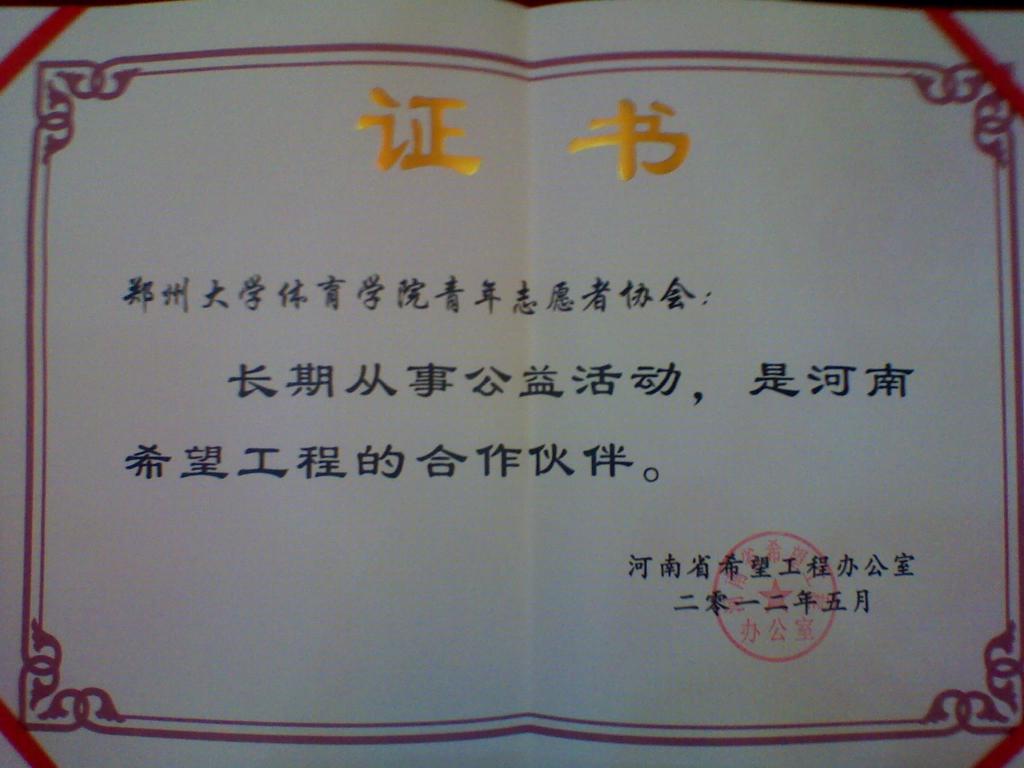 证书
郑州大学体育学院青年志愿者协会：
长期从事公益活动，是河南
希望工程的合作伙伴。
河南省希望工程办公室
二零一二年五月
办公室